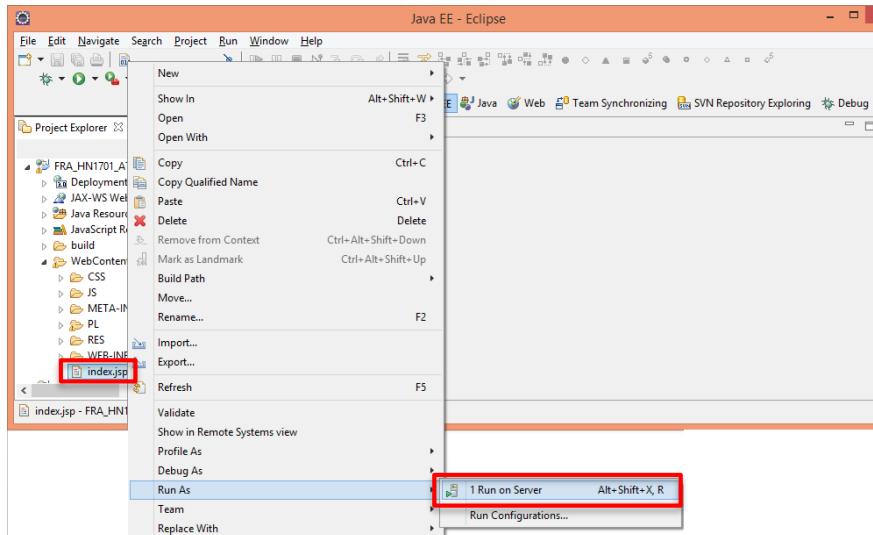 Java EE - Eclipse
File Edit Navigate Search Project Run Window Help
Java Web Team Synchronizing SVN Repository Exploring Debug
Project Explorer
FRA_HN1701_A
Deployment
JAX-WS Wel
Java Resour
JavaScript R
build
WebConten
CSS
JS
META-IN
PL
RES
WEB-INF
index.jsp
index.jsp - FRA_HN1
New
Show In Alt+Shift+W
Open F3
Open With
Copy Ctrl+C
Copy Qualified Name
Paste Ctrl+V
Delete Delete
Remove from Context Ctrl+Alt+Shift+Down
Mark as Landmark Ctrl+Alt+Shift+Up
Build Path
Move...
Rename... F2
Import...
Export...
Refresh F5
Validate
Show in Remote Systems view
Profile As
Debug As
Run As
Team
Replace With
1 Run on Server Alt+Shift+X, R
Run Configurations...